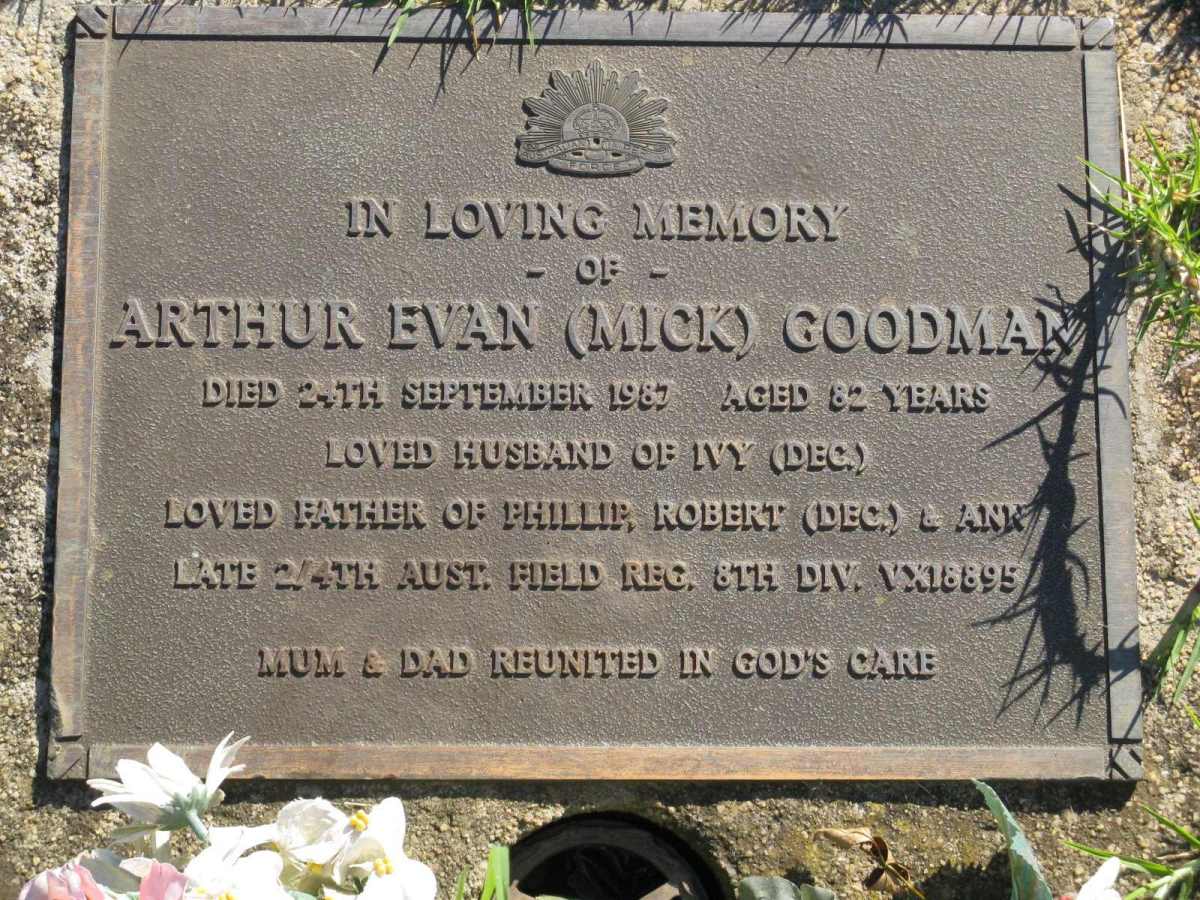 IN LOVING MEMORY
- OF -
ARTHUR EVAN (MICK) GOODMAN
DIED 24TH SEPTEMBER 1987 AGED 82 YEARS
LOVED HUSBAND OF IVY (DEC.)
LOVED FATHER OF PHILLIP, ROBERT (DEC.) & ANN
LATE 2/4TH AUST. FIELD REG. 8TH DIV. VX18895
MUM & DAD REUNITED IN GOD'S CARE